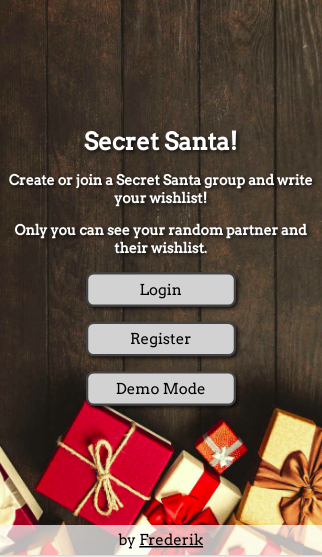 Secret Santa!
Create or join a Secret Santa group and write
your wishlist!
Only you can see your random partner and
their wishlist.
Login
Register
Demo Mode
by Frederik